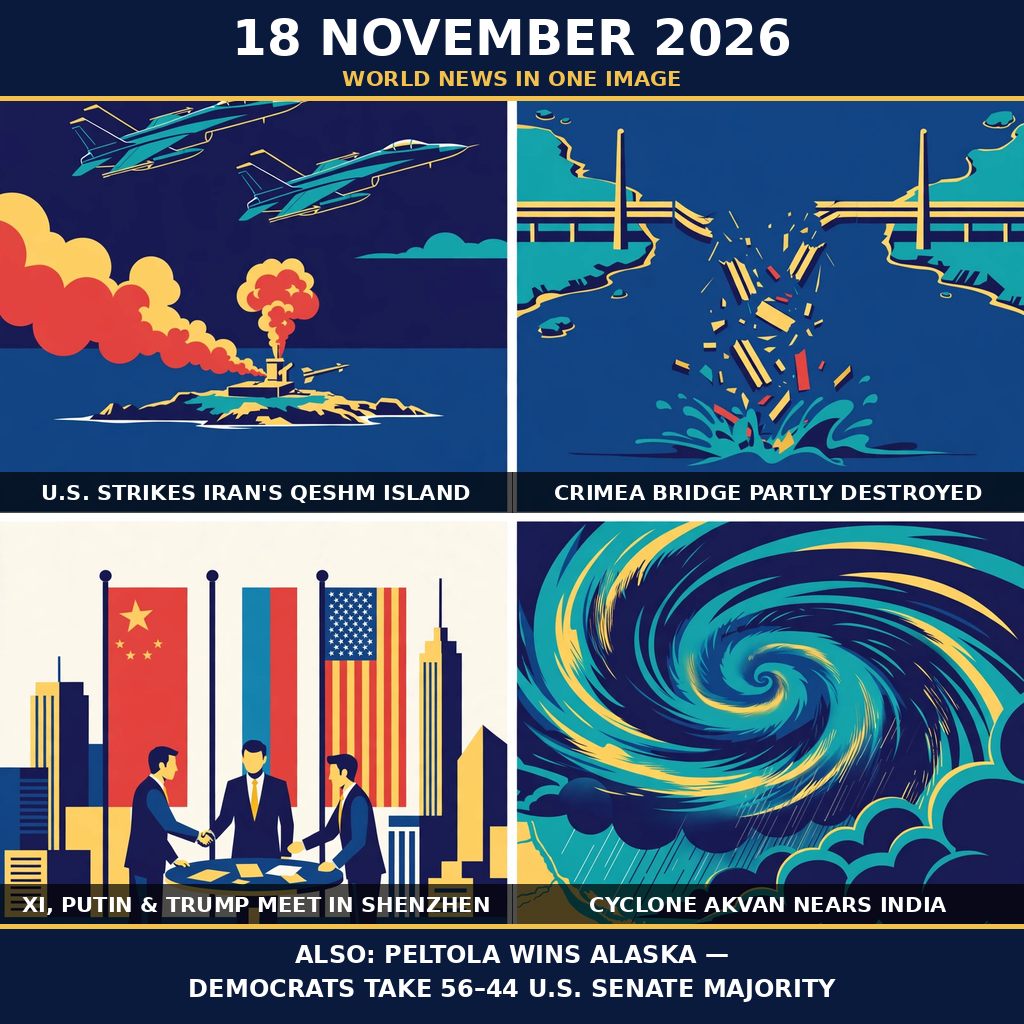 18 NOVEMBER 2026
WORLD NEWS IN ONE IMAGE
U.S. STRIKES IRAN'S QESHM ISLAND
CRIMEA BRIDGE PARTLY DESTROYED
XI, PUTIN & TRUMP MEET IN SHENZHEN
CYCLONE AKVAN NEARS INDIA
ALSO: PELTOLA WINS ALASKA —
DEMOCRATS TAKE 56–44 U.S. SENATE MAJORITY